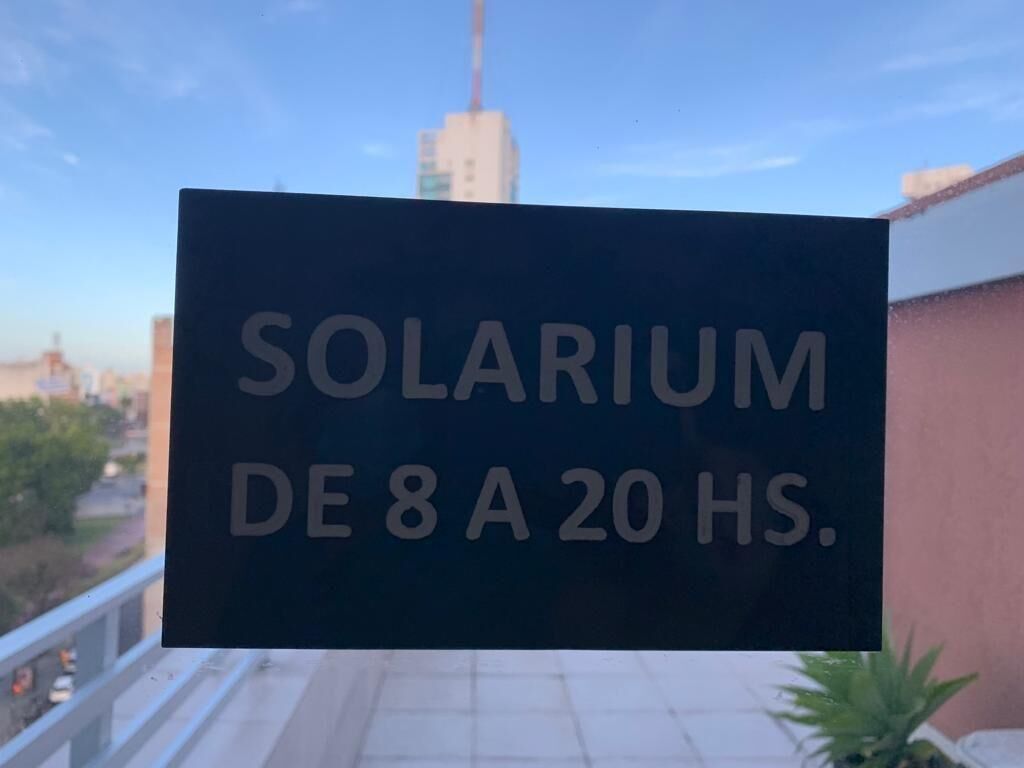 SOLARIUM
DE 8 A 20 HS.